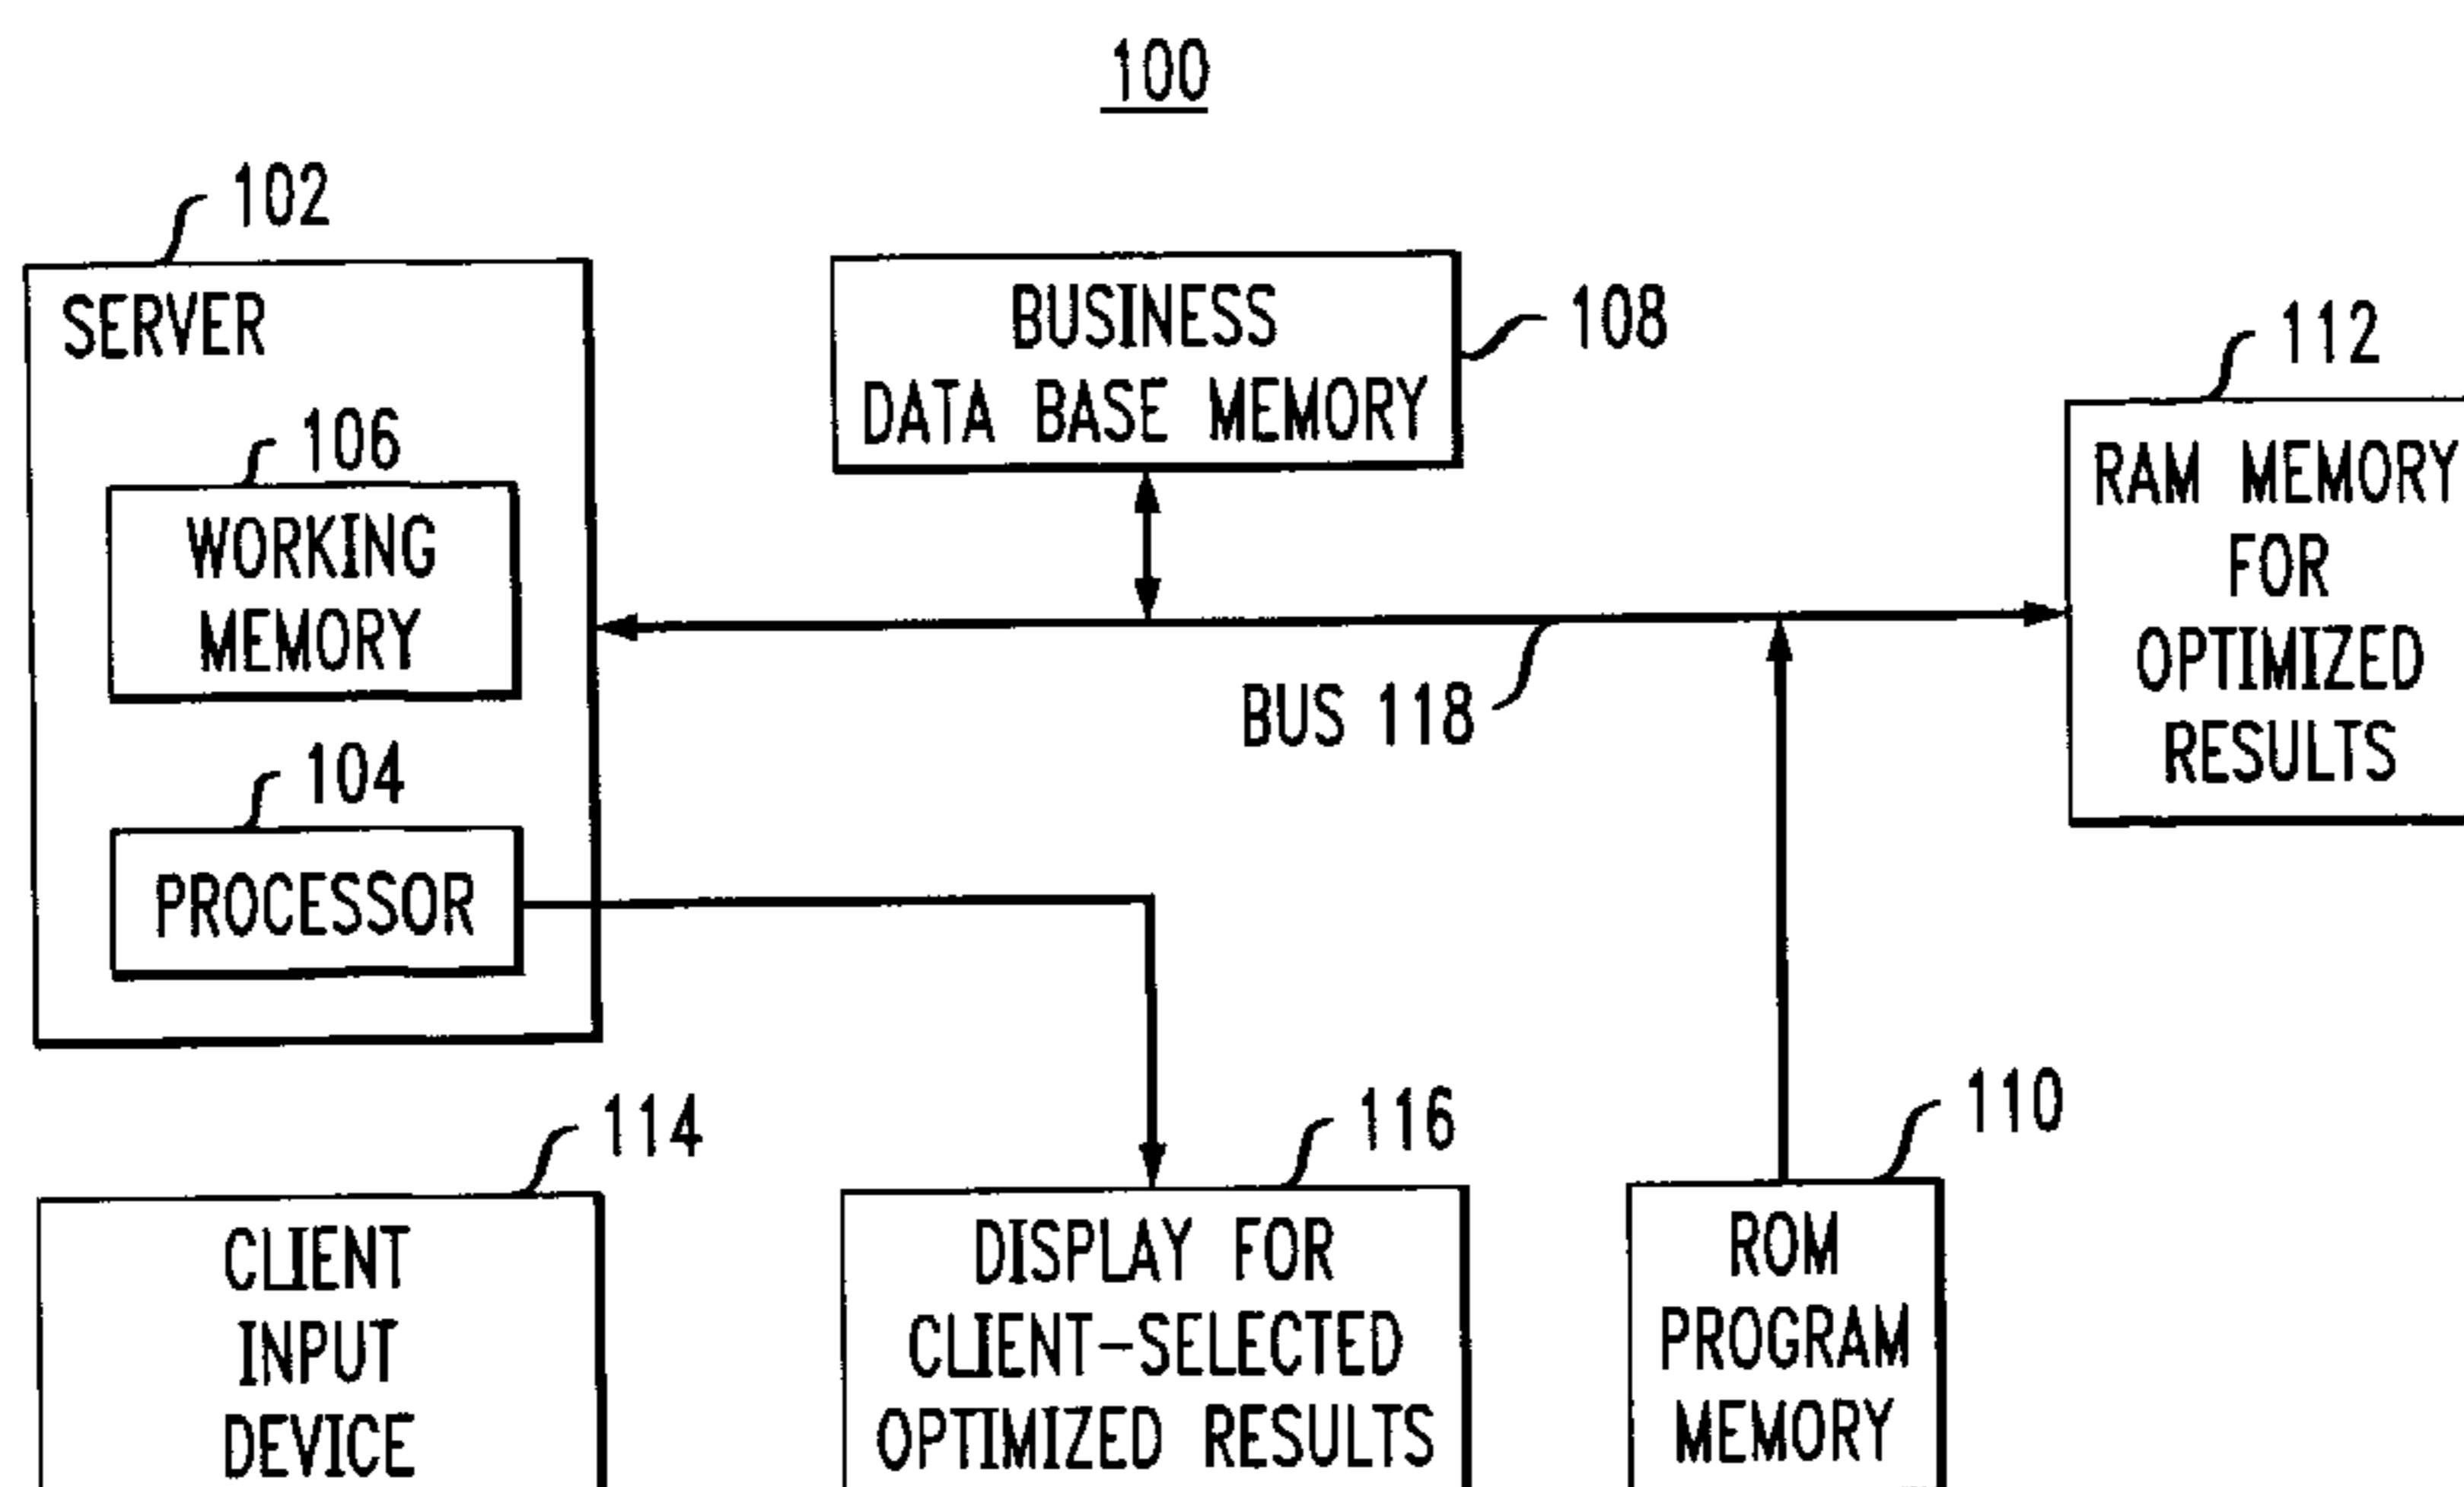 100
102
SERVER
106
WORKING
MEMORY
104
PROCESSOR
BUSINESS
DATA BASE MEMORY
108
112
RAM MEMORY
FOR
OPTIMIZED
RESULTS
BUS 118
114
CLIENT
INPUT
DEVICE
116
DISPLAY FOR
CLIENT-SELECTED
OPTIMIZED RESULTS
110
ROM
PROGRAM
MEMORY